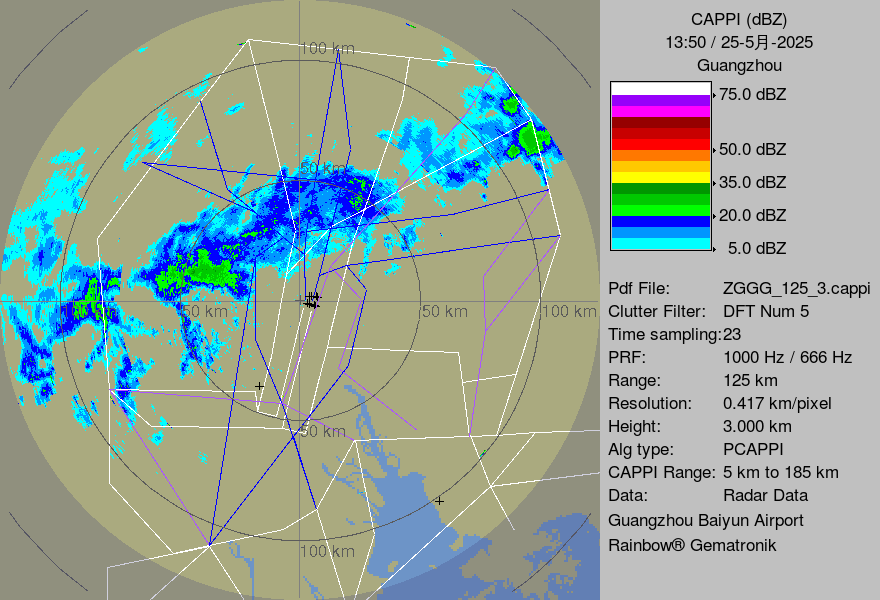 100 km
50 km
100 km
50 km
50 km
100 km
50 km
100 km
CAPPI (dBZ)
13:50 / 25-5月-2025
Guangzhou
75.0 dBZ
50.0 dBZ
35.0 dBZ
20.0 dBZ
5.0 dBZ
Pdf File: ZGGG_125_3.cappi
Clutter Filter: DFT Num 5
Time sampling:23
PRF: 1000 Hz / 666 Hz
Range: 125 km
Resolution: 0.417 km/pixel
Height: 3.000 km
Alg type: PCAPPI
CAPPI Range: 5 km to 185 km
Data: Radar Data
Guangzhou Baiyun Airport
Rainbow® Gematronik